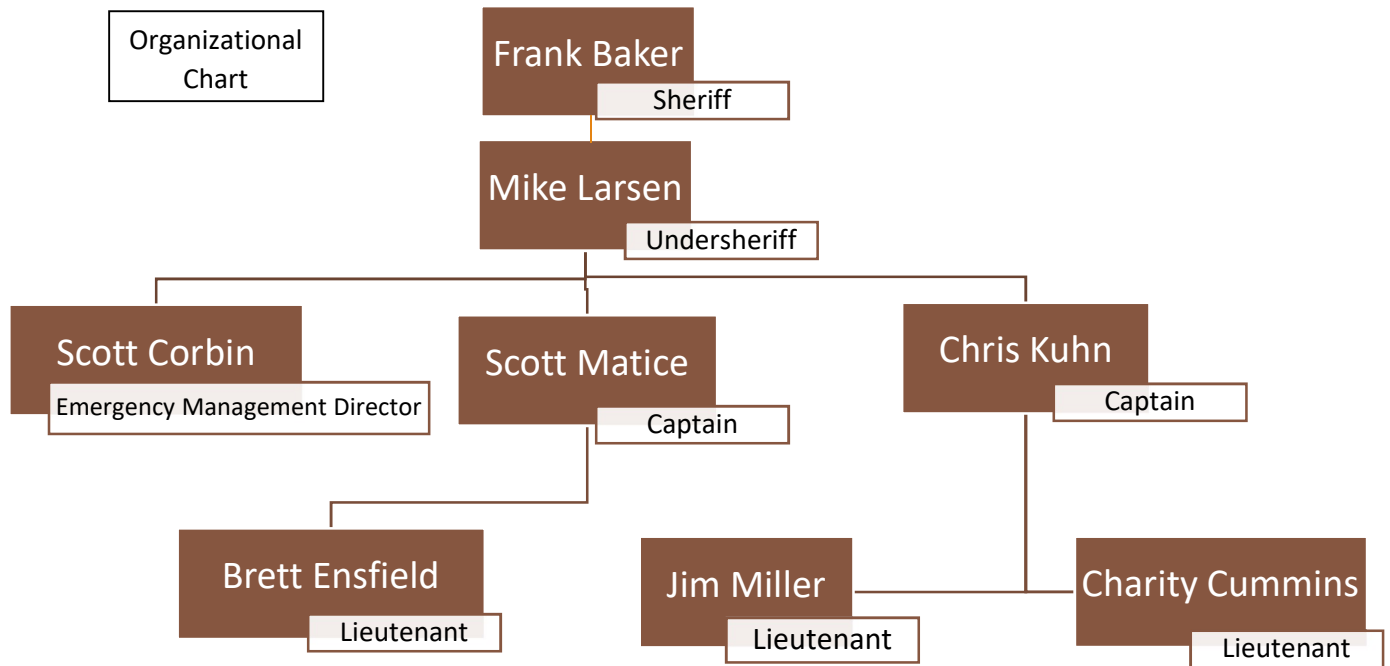 Organizational
Chart
Frank Baker
Sheriff
Mike Larsen
Undersheriff
Scott Corbin
Emergency Management Director
Scott Matice
Captain
Chris Kuhn
Captain
Brett Ensfield
Lieutenant
Jim Miller
Lieutenant
Charity Cummins
Lieutenant